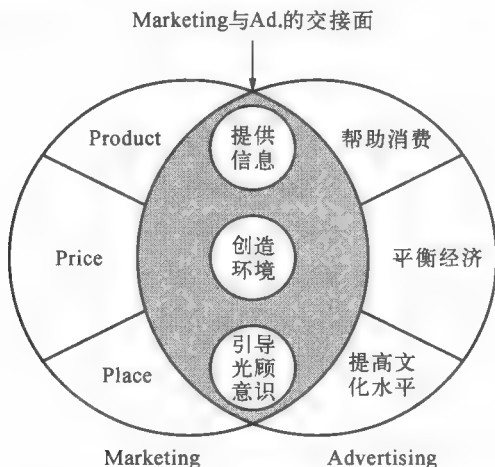 Marketing与Ad.的交接面
Product
提供
信息
帮助消费
Price
创造
环境
平衡经济
Place
引导
光顾
意识
提高文
化水平
Marketing
Advertising